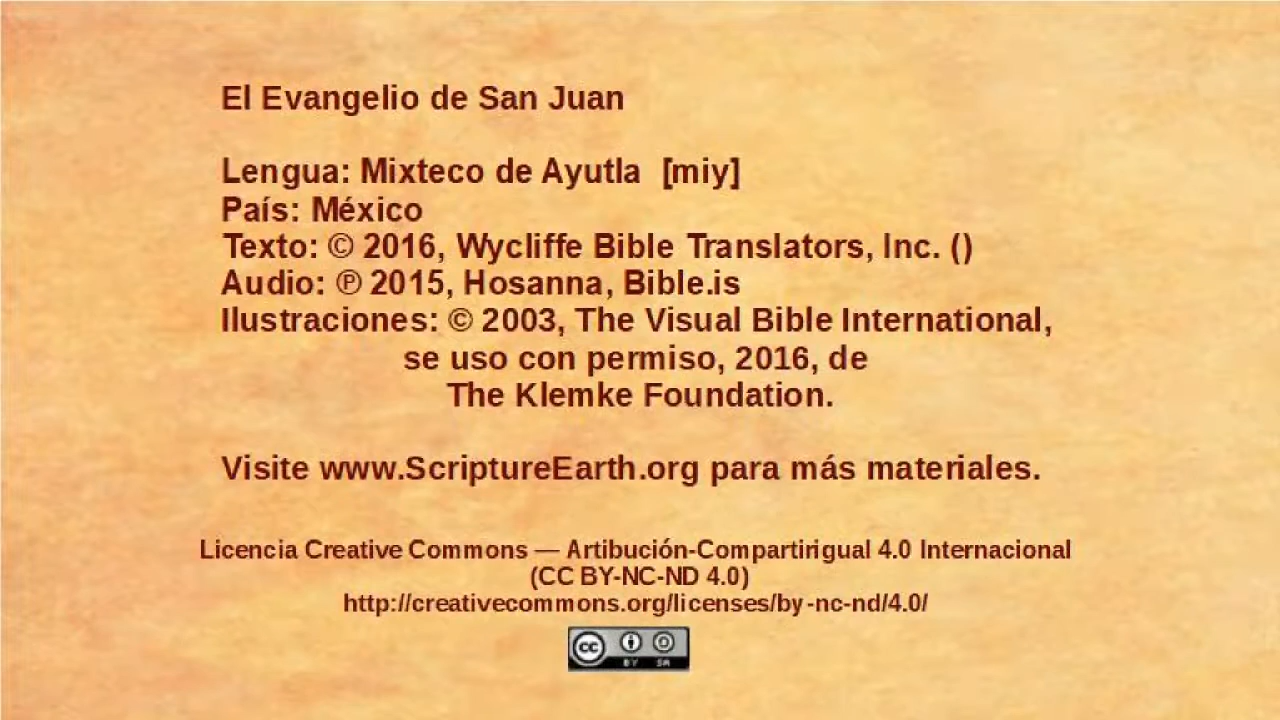 El Evangelio de San Juan
Lengua: Mixteco de Ayutla [miy]
País: México
Texto: © 2016, Wycliffe Bible Translators, Inc. ()
Audio: ℗ 2015, Hosanna, Bible.is
Ilustraciones: © 2003, The Visual Bible International,
se uso con permiso, 2016, de
The Klemke Foundation.
Visite www.ScriptureEarth.org para más materiales.
Licencia Creative Commons — Artibución-Compartirigual 4.0 Internacional
(CC BY-NC-ND 4.0)
http://creativecommons.org/licenses/by-nc-nd/4.0/
cc
BY SA